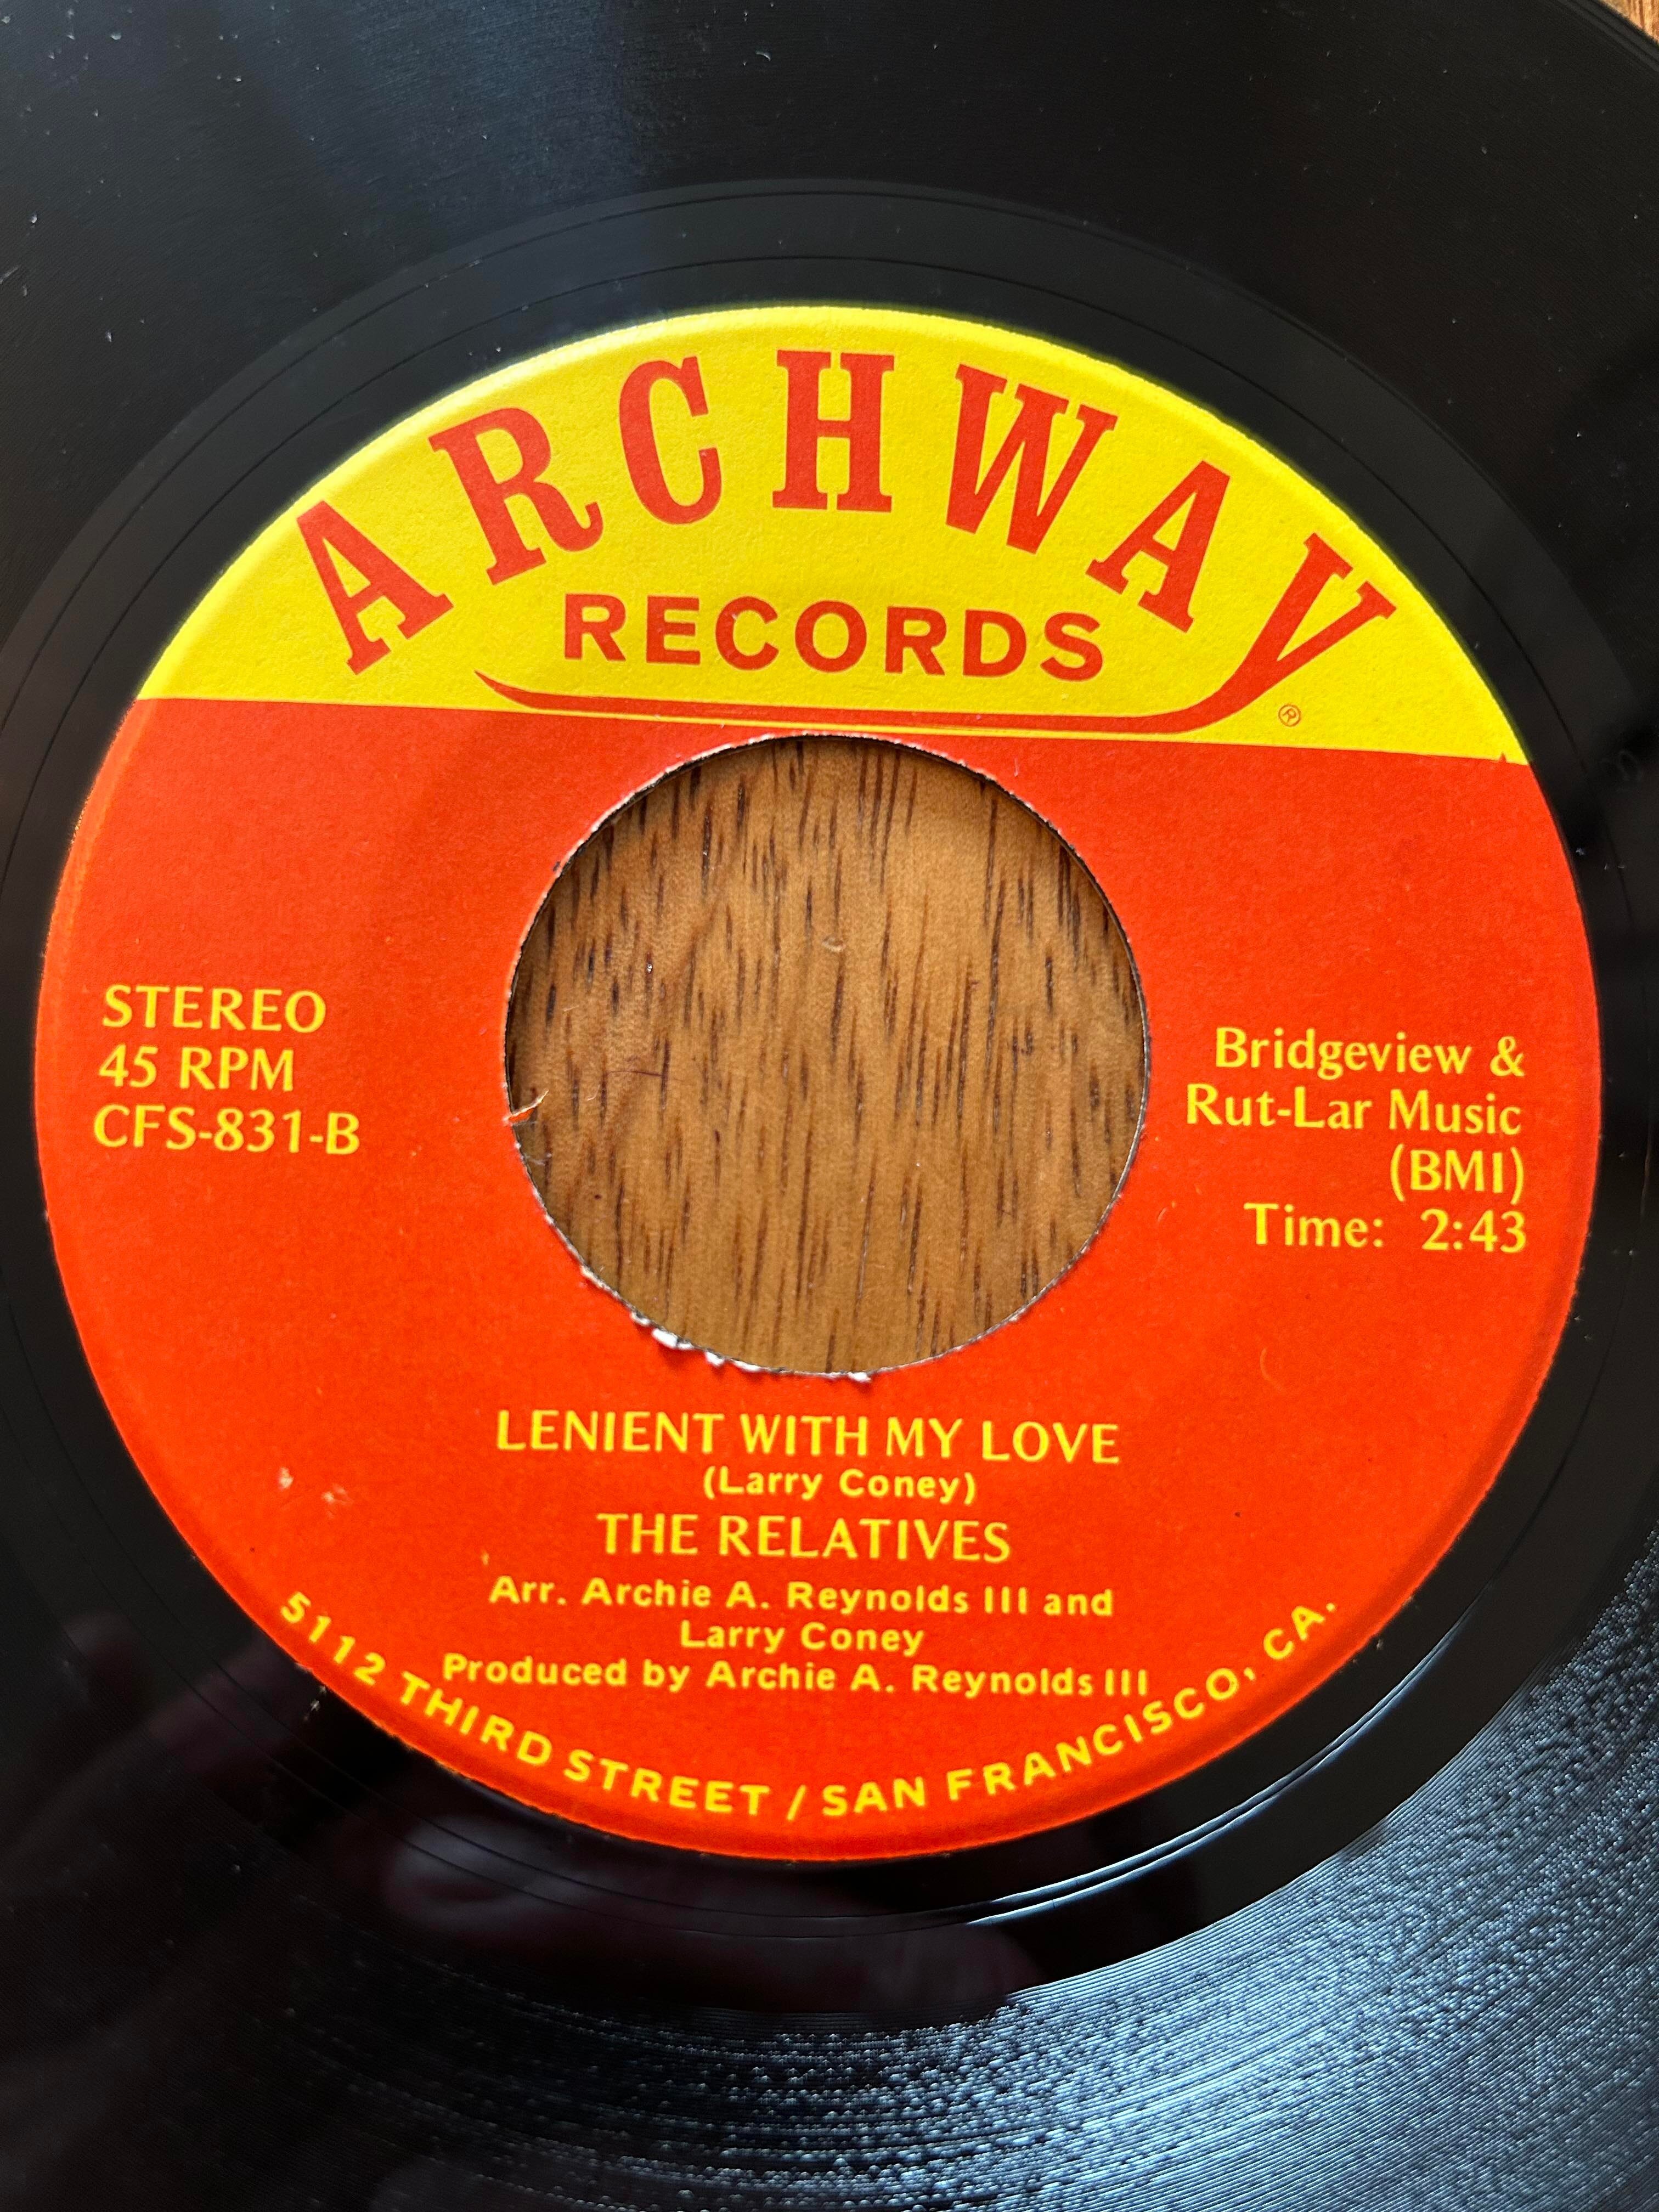 ARCHWAY
RECORDS
®
STEREO
45 RPM
CFS-831-B
Bridgeview &
Rut-Lar Music
(BMI)
Time: 2:43
LENIENT WITH MY LOVE
(Larry Coney)
THE RELATIVES
Arr. Archie A. Reynolds III and
Larry Coney
Produced by Archie A. Reynolds III
5112 THIRD STREET / SAN FRANCISCO, CA.